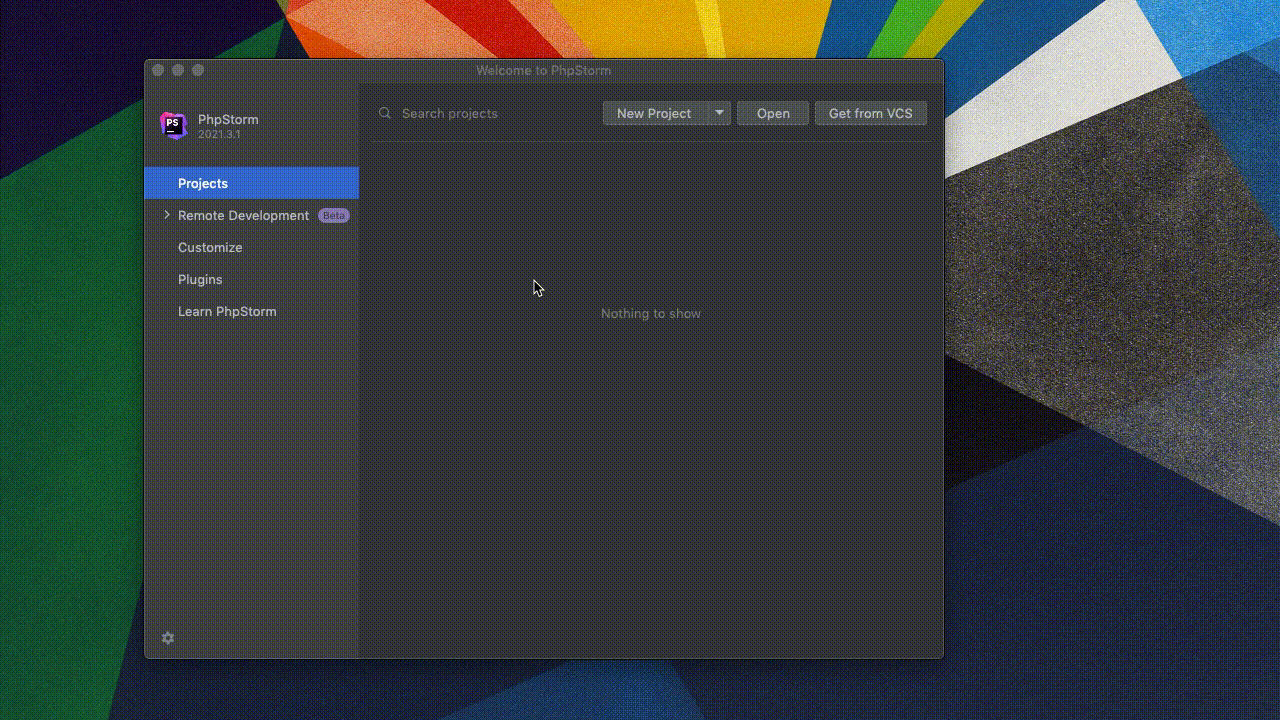 Welcome to PhpStorm
PS
PhpStorm
2021.3.1
Search projects
New Project
Open
Get from VCS
Projects
Remote Development Beta
Customize
Plugins
Learn PhpStorm
Nothing to show